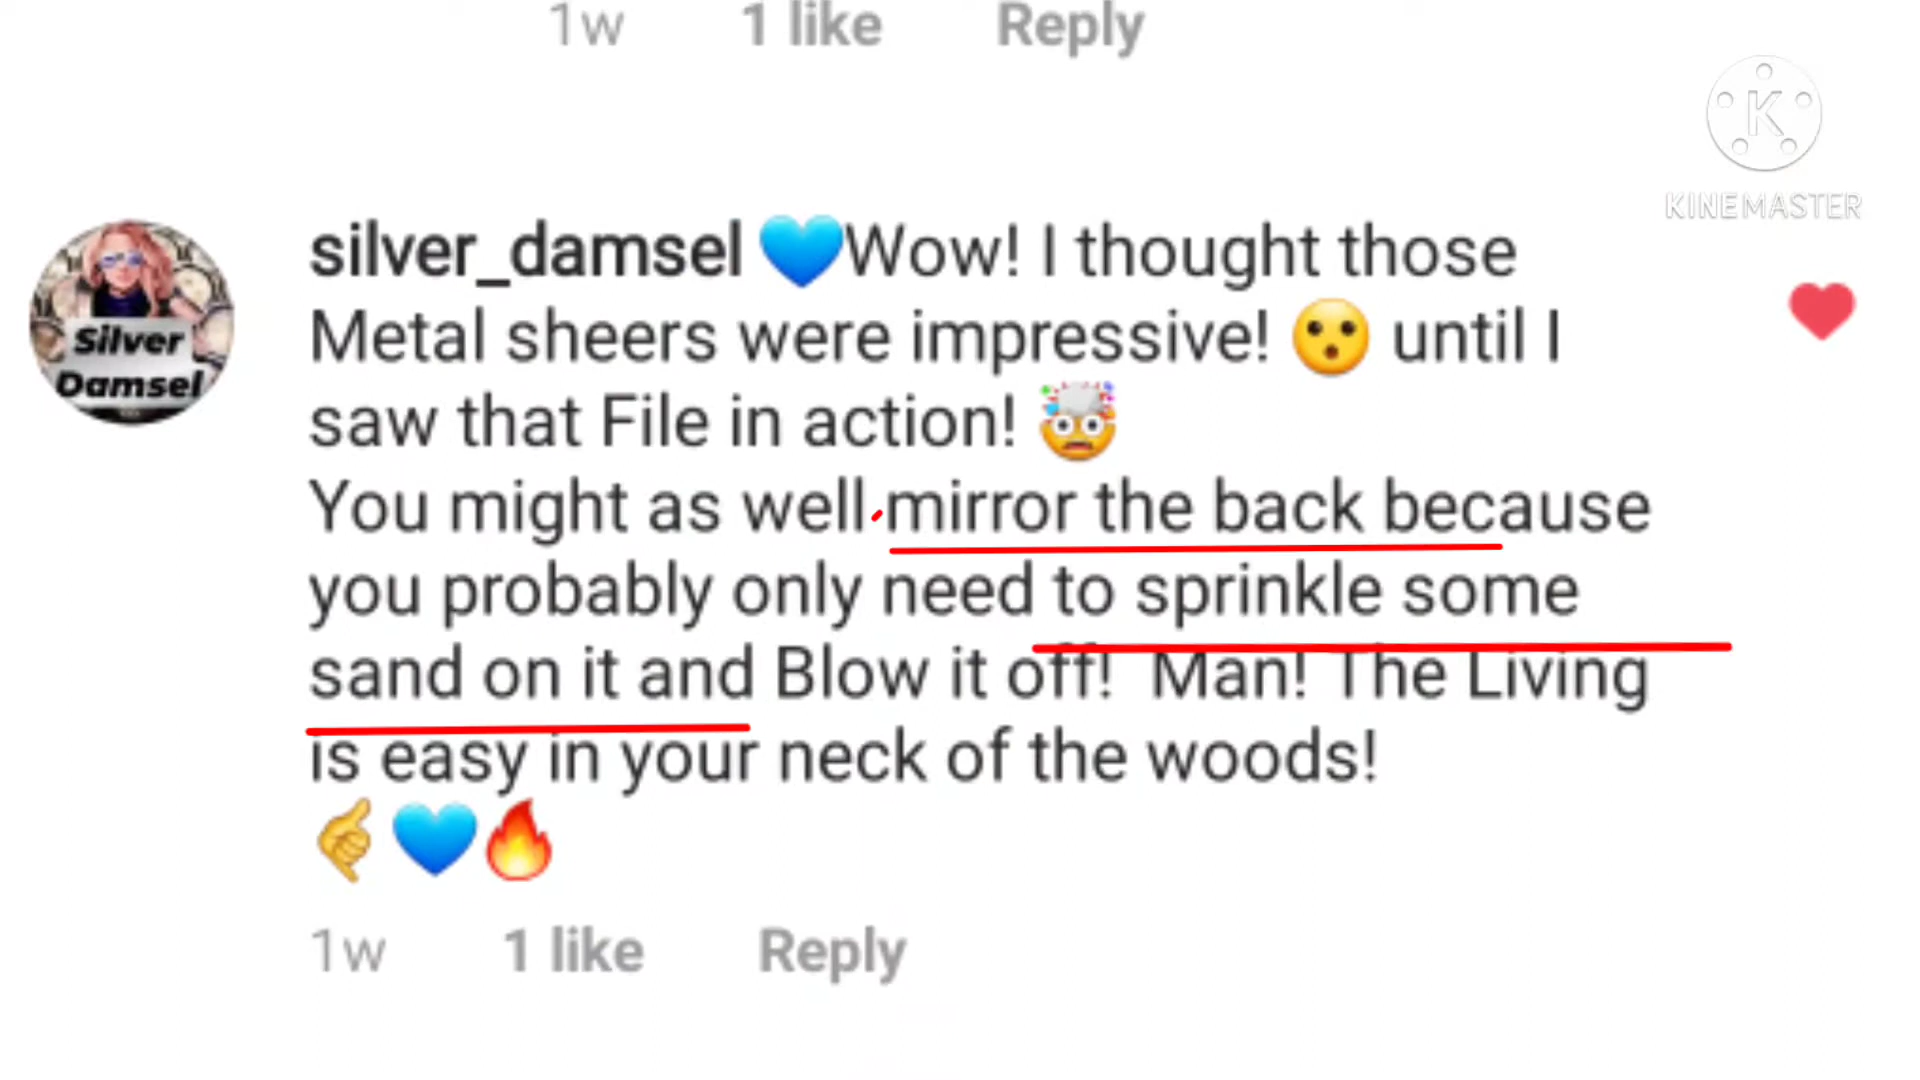 1w 1 like Reply
KINEMASTER
silver_damsel 💙Wow! I thought those
Metal sheers were impressive! 😯 until I
saw that File in action! 🤯
You might as well mirror the back because
you probably only need to sprinkle some
sand on it and Blow it off! Man! The Living
is easy in your neck of the woods!
🤙💙🔥
1w 1 like Reply
Silver
Damsel